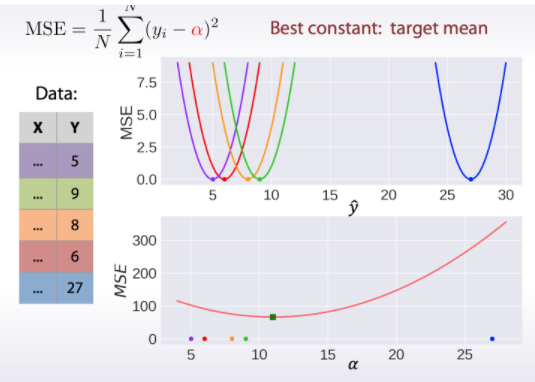 MSE = 1/N N∑i=1 (yi − α)²
Best constant: target mean
Data:
X Y
... 5
... 9
... 8
... 6
... 27
MSE
7.5
5.0
2.5
0.0
5 10 15 20 25 30
ŷ
MSE
300
200
100
0
5 10 15 20 25
α